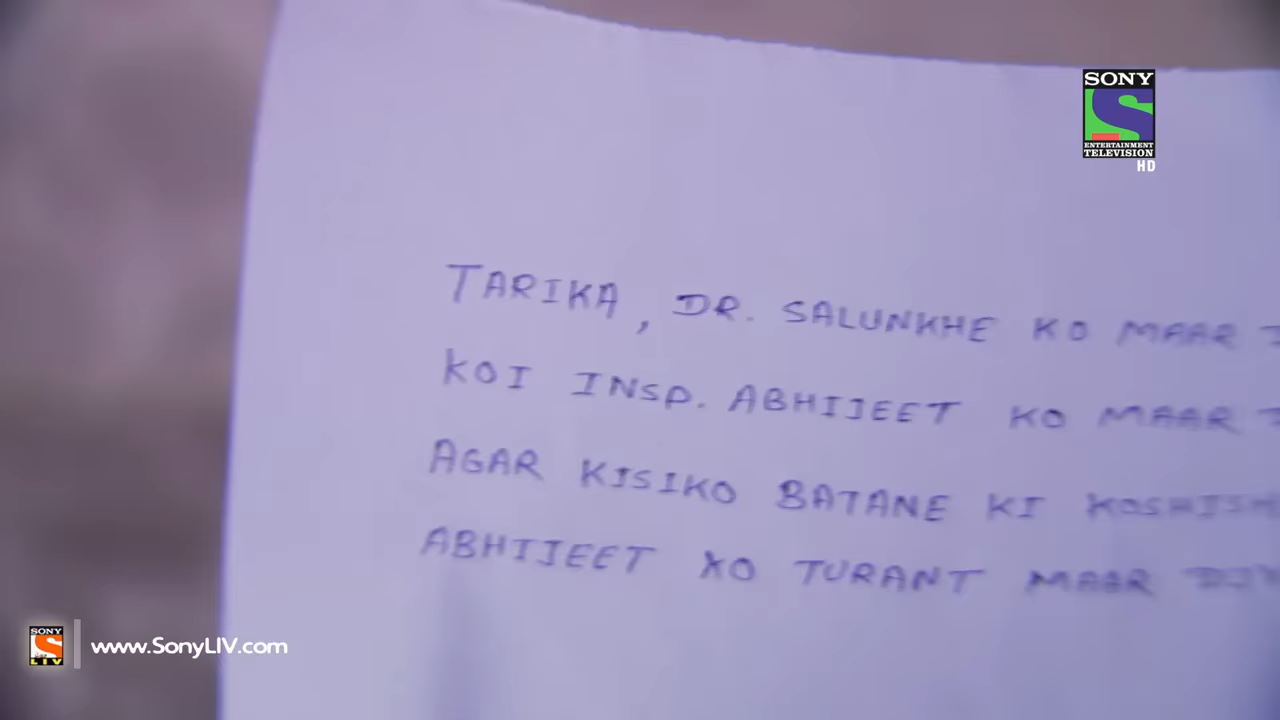 SONY
ENTERTAINMENT
TELEVISION
HD
TARIKA, DR. SALUNKHE KO MAAR
KOI INSP. ABHIJEET KO MAAR
AGAR KISIKO BATANE KI KOSHISH
ABHIJEET KO TURANT MAAR
SONY
LIV
www.SonyLIV.com